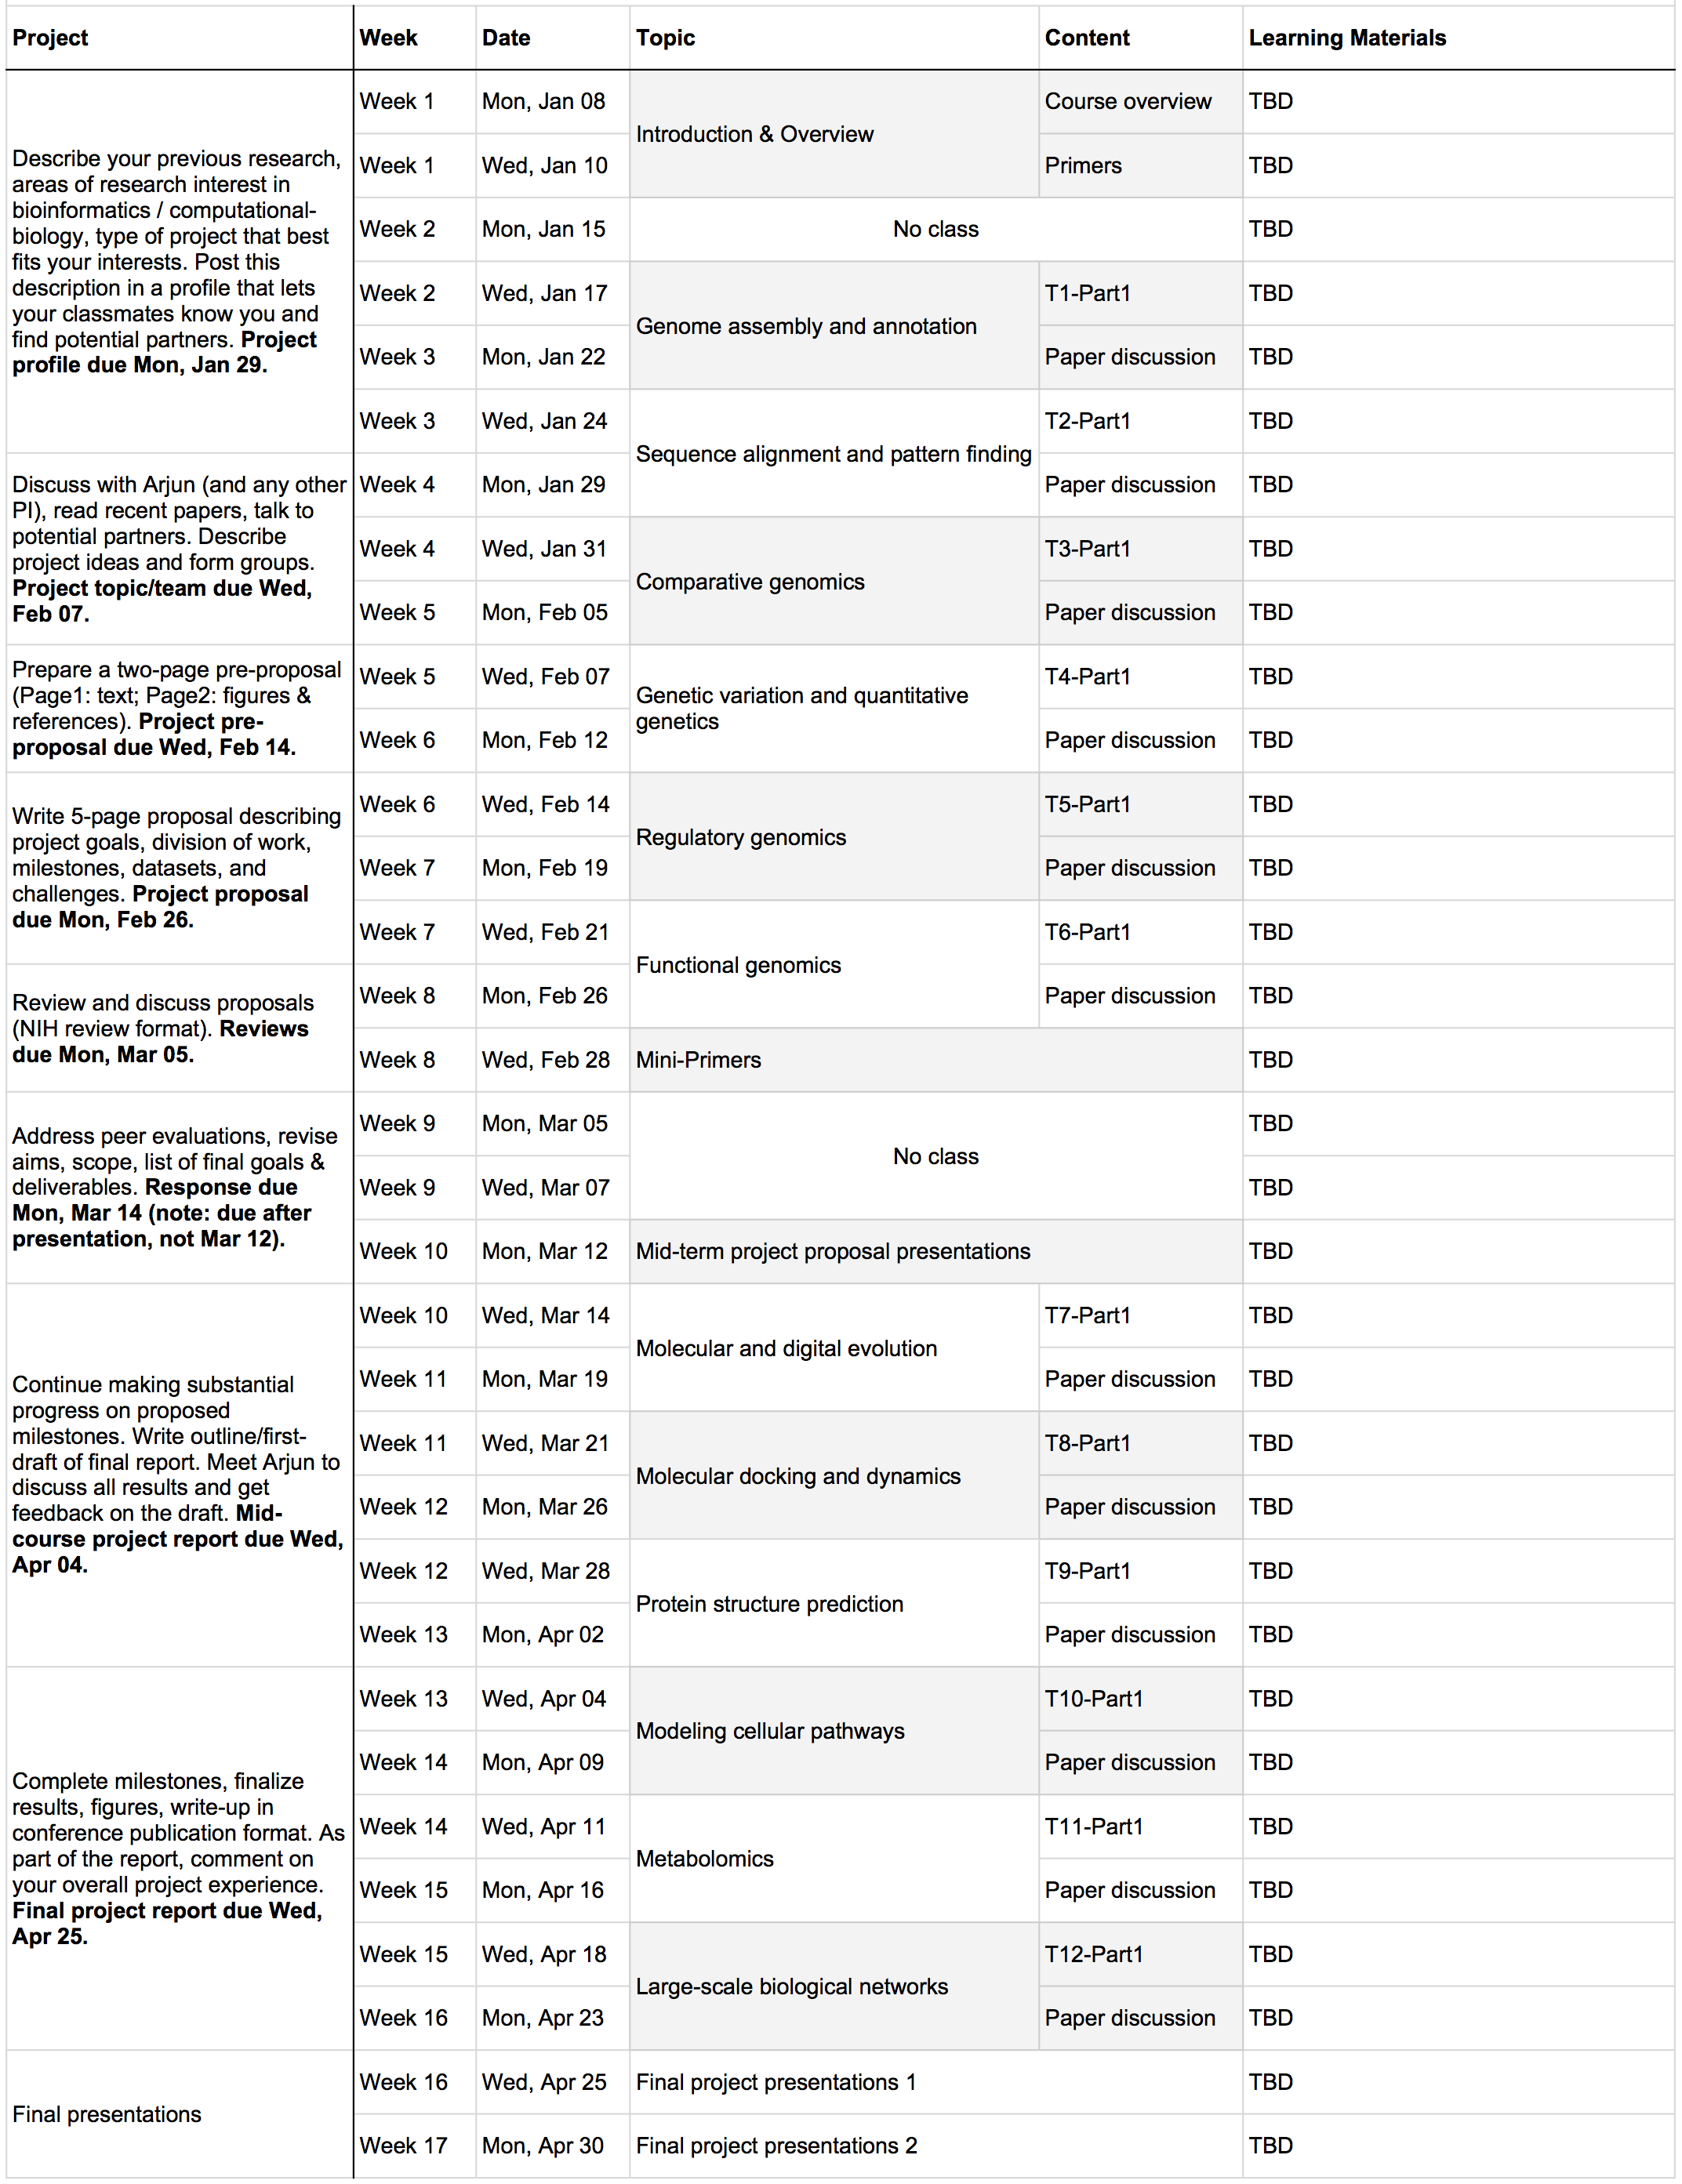 Project Week Date Topic Content Learning Materials
Describe your previous research,
areas of research interest in
bioinformatics / computational-
biology, type of project that best
fits your interests. Post this
description in a profile that lets
your classmates know you and
find potential partners. Project
profile due Mon, Jan 29.
Week 1 Mon, Jan 08 Introduction & Overview Course overview TBD
Week 1 Wed, Jan 10 Primers TBD
Week 2 Mon, Jan 15 No class TBD
Week 2 Wed, Jan 17 Genome assembly and annotation T1-Part1 TBD
Week 3 Mon, Jan 22 Paper discussion TBD
Week 3 Wed, Jan 24 Sequence alignment and pattern finding T2-Part1 TBD
Discuss with Arjun (and any other
PI), read recent papers, talk to
potential partners. Describe
project ideas and form groups.
Project topic/team due Wed,
Feb 07.
Week 4 Mon, Jan 29 Paper discussion TBD
Week 4 Wed, Jan 31 Comparative genomics T3-Part1 TBD
Week 5 Mon, Feb 05 Paper discussion TBD
Prepare a two-page pre-proposal
(Page1: text; Page2: figures &
references). Project pre-
proposal due Wed, Feb 14.
Week 5 Wed, Feb 07 Genetic variation and quantitative
genetics T4-Part1 TBD
Week 6 Mon, Feb 12 Paper discussion TBD
Write 5-page proposal describing
project goals, division of work,
milestones, datasets, and
challenges. Project proposal
due Mon, Feb 26.
Week 6 Wed, Feb 14 Regulatory genomics T5-Part1 TBD
Week 7 Mon, Feb 19 Paper discussion TBD
Week 7 Wed, Feb 21 Functional genomics T6-Part1 TBD
Review and discuss proposals
(NIH review format). Reviews
due Mon, Mar 05.
Week 8 Mon, Feb 26 Paper discussion TBD
Week 8 Wed, Feb 28 Mini-Primers TBD
Address peer evaluations, revise
aims, scope, list of final goals &
deliverables. Response due
Mon, Mar 14 (note: due after
presentation, not Mar 12).
Week 9 Mon, Mar 05 No class TBD
Week 9 Wed, Mar 07 TBD
Week 10 Mon, Mar 12 Mid-term project proposal presentations TBD
Continue making substantial
progress on proposed
milestones. Write outline/first-
draft of final report. Meet Arjun to
discuss all results and get
feedback on the draft. Mid-
course project report due Wed,
Apr 04.
Week 10 Wed, Mar 14 Molecular and digital evolution T7-Part1 TBD
Week 11 Mon, Mar 19 Paper discussion TBD
Week 11 Wed, Mar 21 Molecular docking and dynamics T8-Part1 TBD
Week 12 Mon, Mar 26 Paper discussion TBD
Week 12 Wed, Mar 28 Protein structure prediction T9-Part1 TBD
Week 13 Mon, Apr 02 Paper discussion TBD
Complete milestones, finalize
results, figures, write-up in
conference publication format. As
part of the report, comment on
your overall project experience.
Final project report due Wed,
Apr 25.
Week 13 Wed, Apr 04 Modeling cellular pathways T10-Part1 TBD
Week 14 Mon, Apr 09 Paper discussion TBD
Week 14 Wed, Apr 11 Metabolomics T11-Part1 TBD
Week 15 Mon, Apr 16 Paper discussion TBD
Week 15 Wed, Apr 18 Large-scale biological networks T12-Part1 TBD
Week 16 Mon, Apr 23 Paper discussion TBD
Final presentations
Week 16 Wed, Apr 25 Final project presentations 1 TBD
Week 17 Mon, Apr 30 Final project presentations 2 TBD